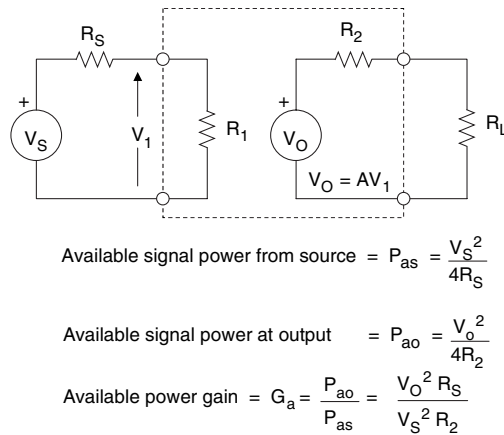 R_S
R_2
+
V_S
V_1
R_1
+
V_O
R_L
V_O = AV_1
Available signal power from source = P_as = V_S^2 / 4R_S
Available signal power at output = P_ao = V_o^2 / 4R_2
Available power gain = G_a = P_ao / P_as = V_O^2 R_S / V_S^2 R_2